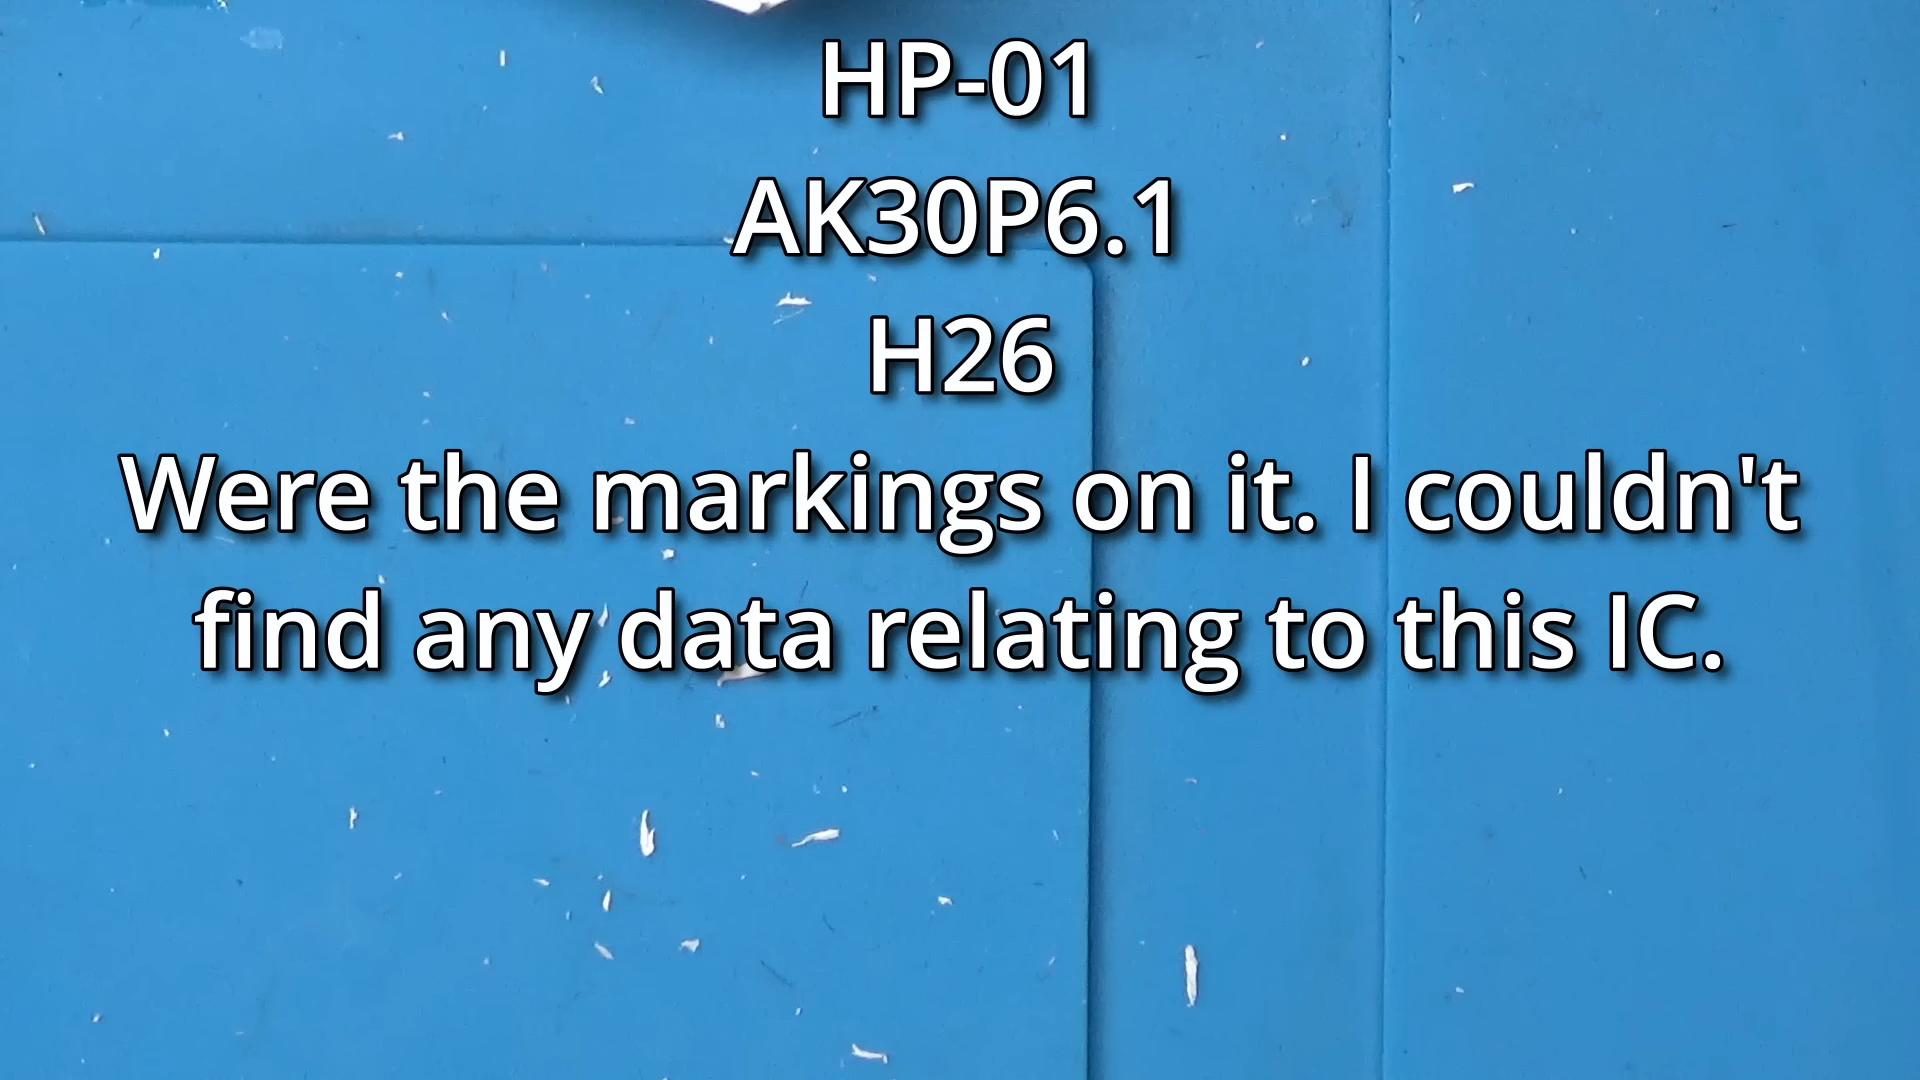 HP-01
AK30P6.1
H26
Were the markings on it. I couldn't
find any data relating to this IC.